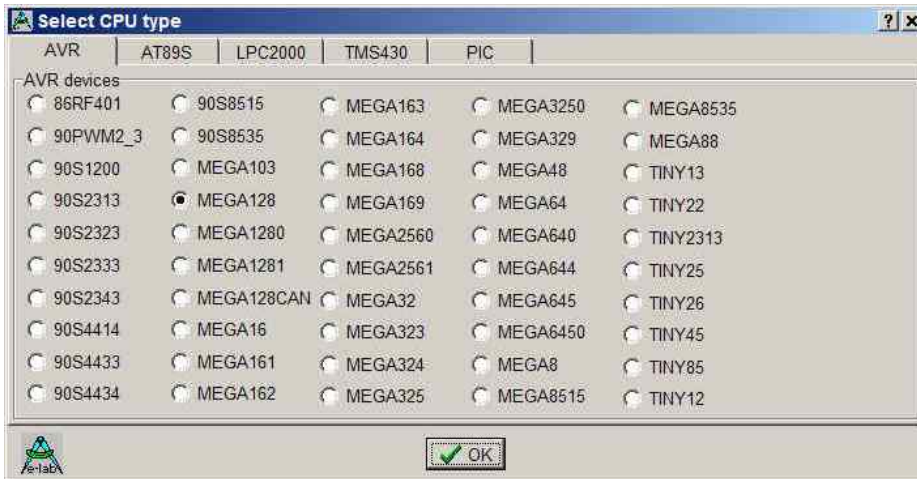 Select CPU type
AVR AT89S LPC2000 TMS430 PIC
AVR devices
86RF401 90S8515 MEGA163 MEGA3250 MEGA8535
90PWM2_3 90S8535 MEGA164 MEGA329 MEGA88
90S1200 MEGA103 MEGA168 MEGA48 TINY13
90S2313 MEGA128 MEGA169 MEGA64 TINY22
90S2323 MEGA1280 MEGA2560 MEGA640 TINY2313
90S2333 MEGA1281 MEGA2561 MEGA644 TINY25
90S2343 MEGA128CAN MEGA32 MEGA645 TINY26
90S4414 MEGA16 MEGA323 MEGA6450 TINY45
90S4433 MEGA161 MEGA324 MEGA8 TINY85
90S4434 MEGA162 MEGA325 MEGA8515 TINY12
e-lab
OK